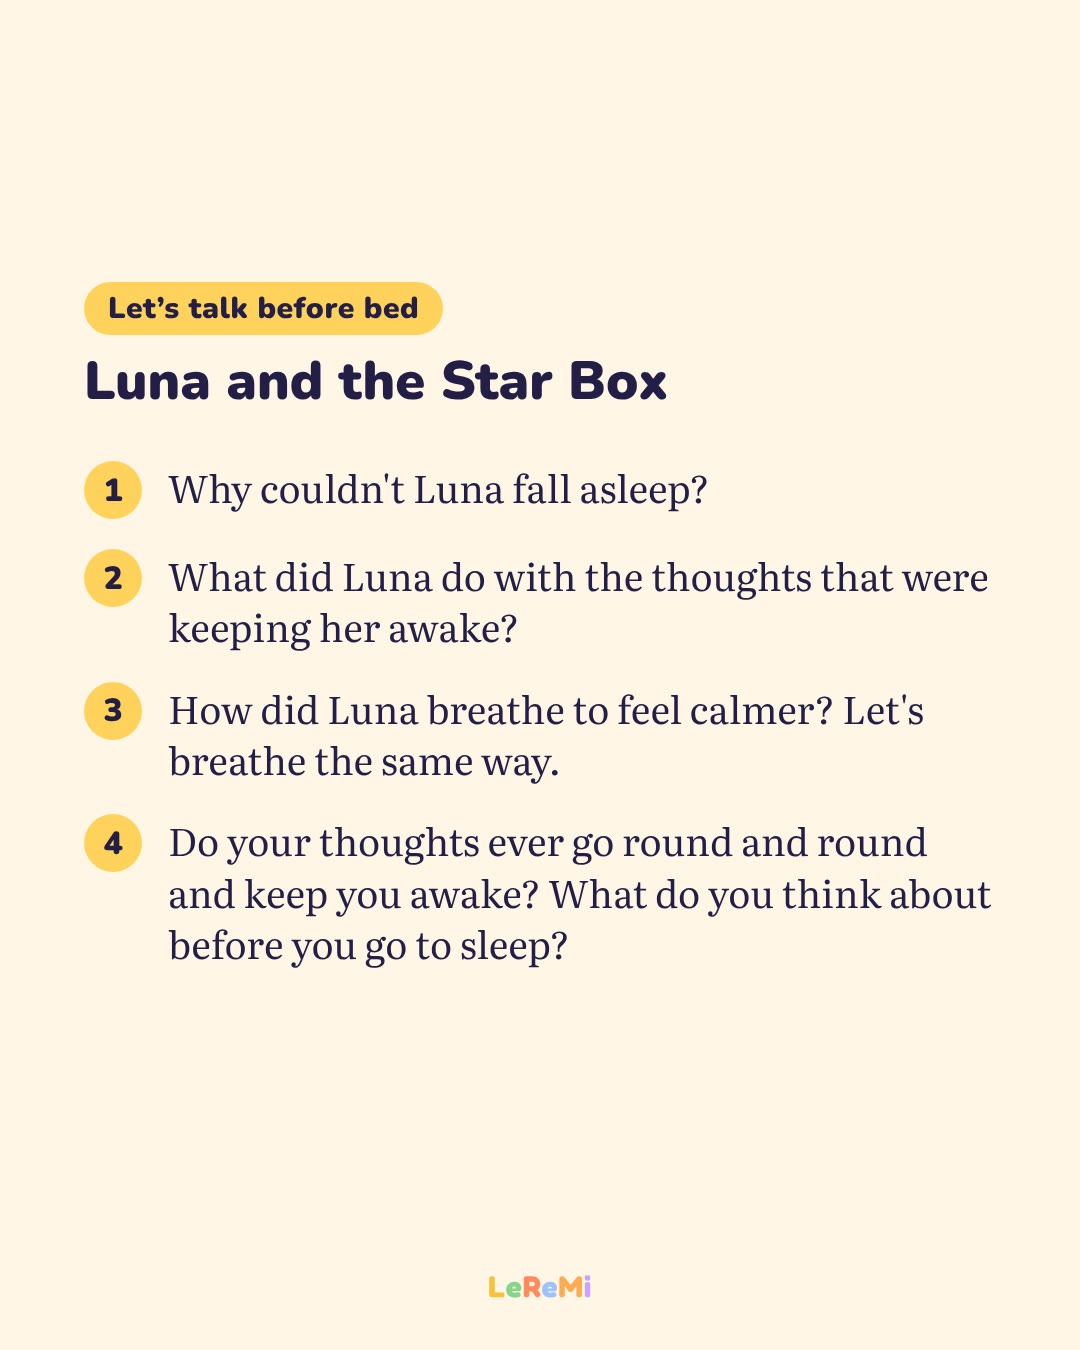 Let’s talk before bed
Luna and the Star Box
1 Why couldn't Luna fall asleep?
2 What did Luna do with the thoughts that were
keeping her awake?
3 How did Luna breathe to feel calmer? Let's
breathe the same way.
4 Do your thoughts ever go round and round
and keep you awake? What do you think about
before you go to sleep?
LeReMi